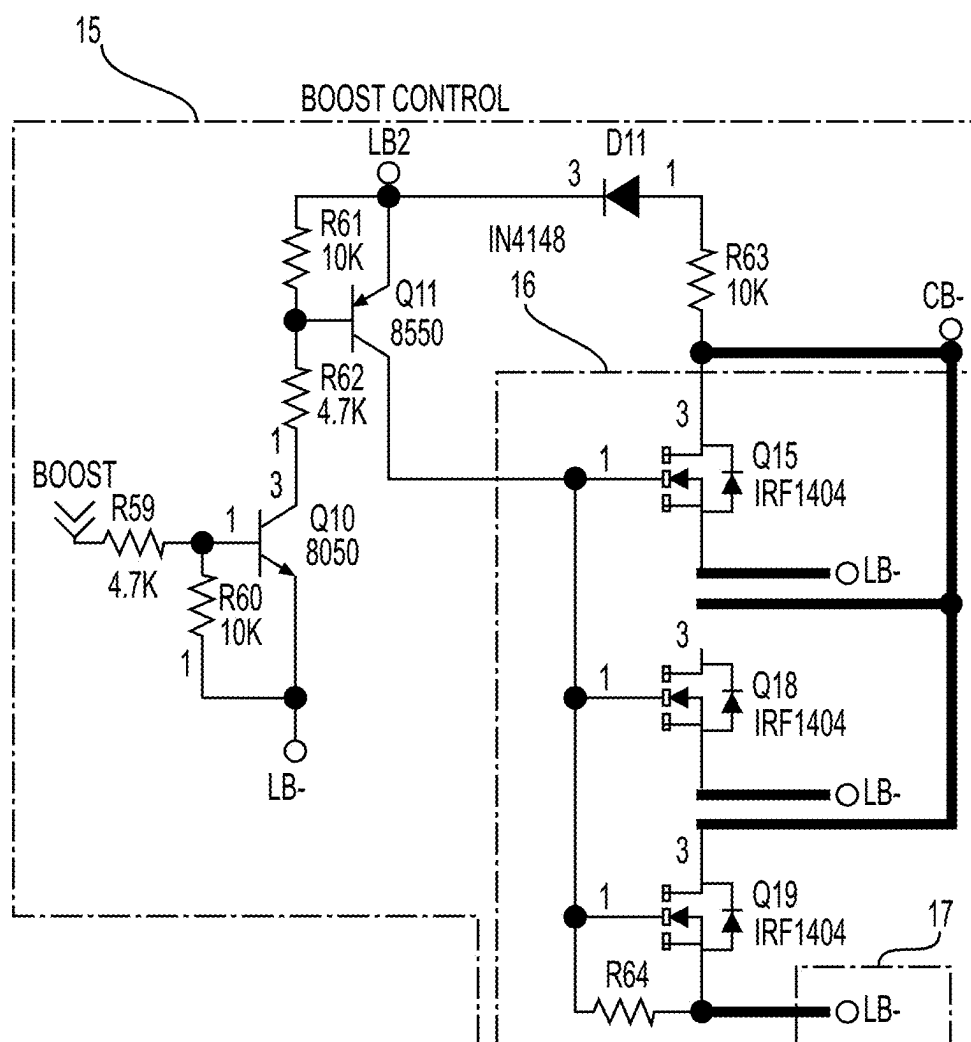 15
BOOST CONTROL
LB2
D11
3
1
R61
10K
IN4148
16
R63
10K
Q11
8550
CB-
R62
4.7K
1
3
3
1
Q15
IRF1404
BOOST
R59
4.7K
1
Q10
8050
LB-
R60
10K
1
3
1
Q18
IRF1404
LB-
LB-
3
1
Q19
IRF1404
17
R64
LB-